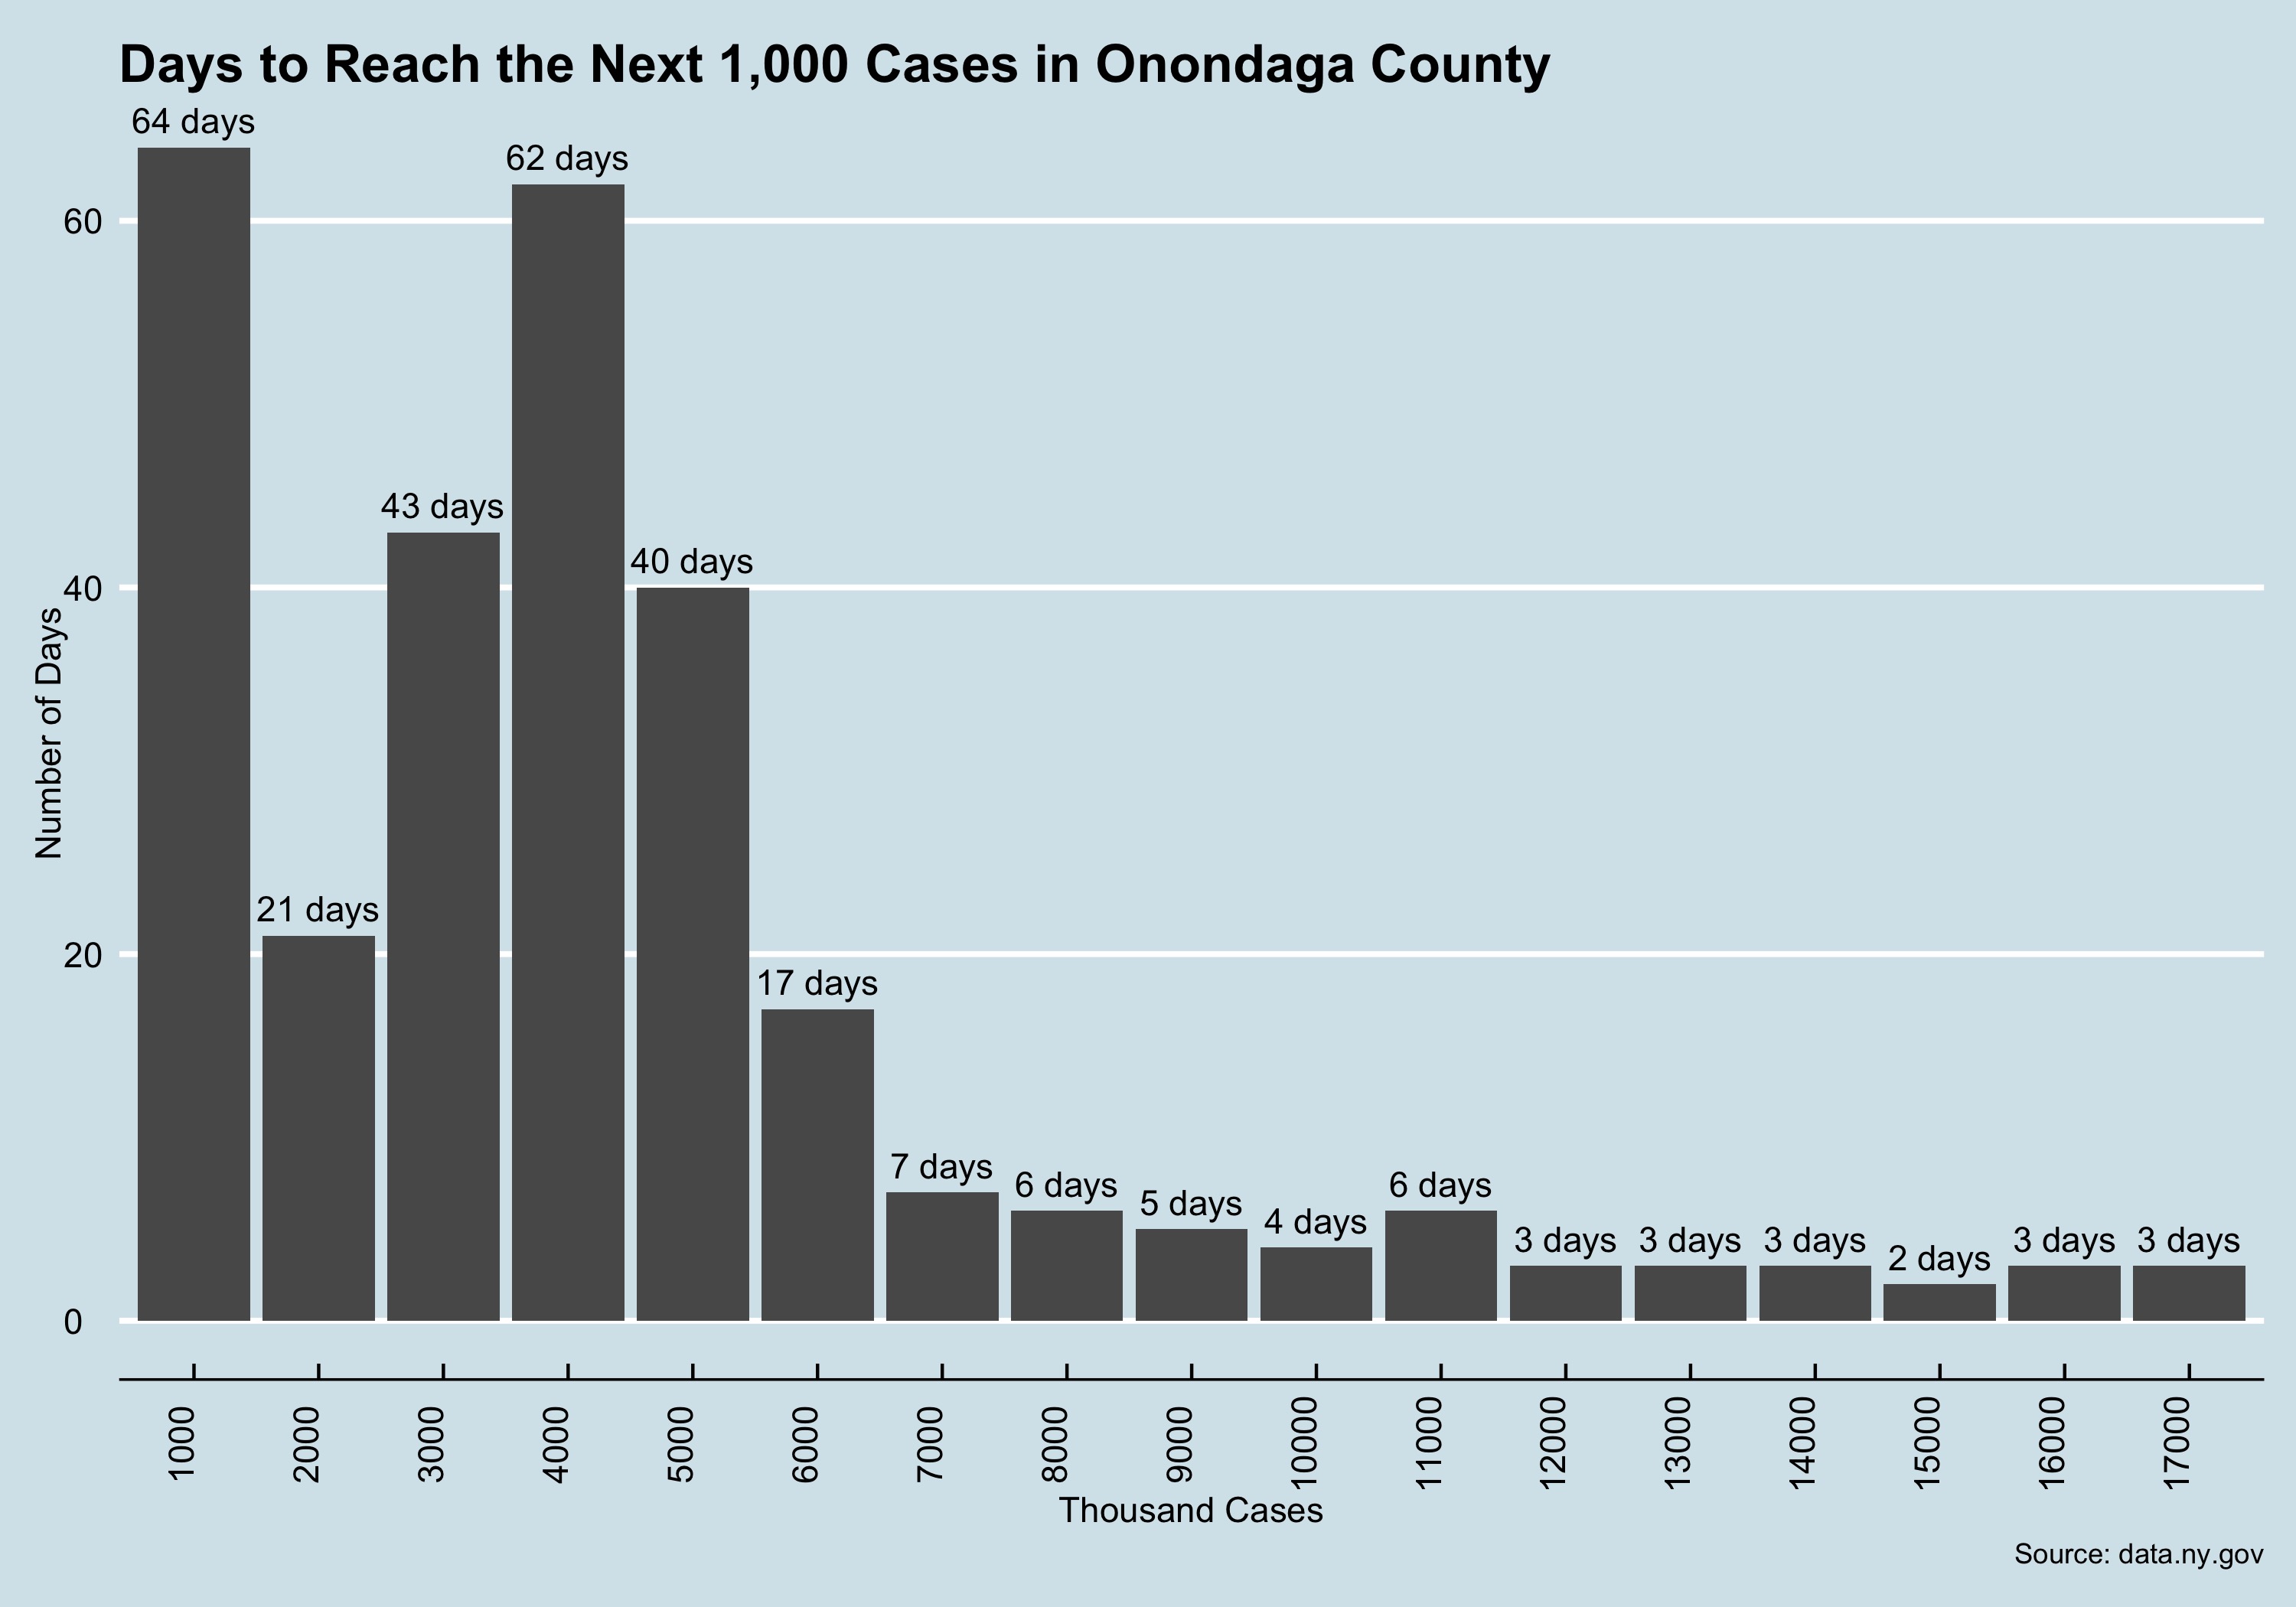 Days to Reach the Next 1,000 Cases in Onondaga County
64 days
62 days
60
43 days
40 days
40
Number of Days
21 days
20
17 days
7 days
6 days
5 days
4 days
6 days
3 days
3 days
3 days
2 days
3 days
3 days
0
1000
2000
3000
4000
5000
6000
7000
8000
9000
10000
11000
12000
13000
14000
15000
16000
17000
Thousand Cases
Source: data.ny.gov